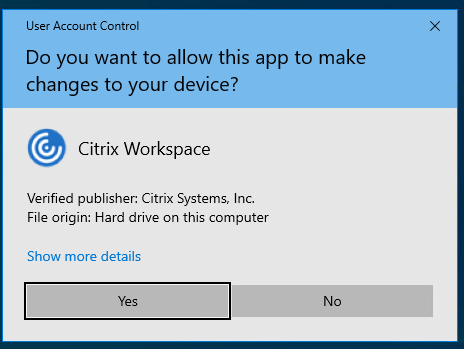 User Account Control
Do you want to allow this app to make
changes to your device?
Citrix Workspace
Verified publisher: Citrix Systems, Inc.
File origin: Hard drive on this computer
Show more details
Yes
No